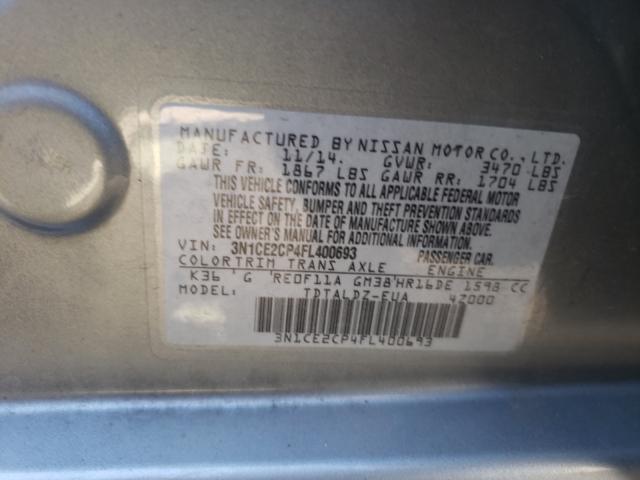 MANUFACTURED BY NISSAN MOTOR CO., LTD.
DATE: 11/14. GVWR: 3470 LBS
GAWR FR: 1867 LBS GAWR RR: 1704 LBS
THIS VEHICLE CONFORMS TO ALL APPLICABLE FEDERAL MOTOR
VEHICLE SAFETY, BUMPER, AND THEFT PREVENTION STANDARDS
IN EFFECT ON THE DATE OF MANUFACTURE SHOWN ABOVE.
SEE OWNER'S MANUAL FOR ADDITIONAL INFORMATION.
VIN: 3N1CE2CP4FL400693 PASSENGER CAR.
COLOR TRIM TRANS AXLE ENGINE
K36 G RE0F11A GM38 HR16DE 1598 CC
MODEL: TDTALDZ-EUA 4Z000
3N1CE2CP4FL400693